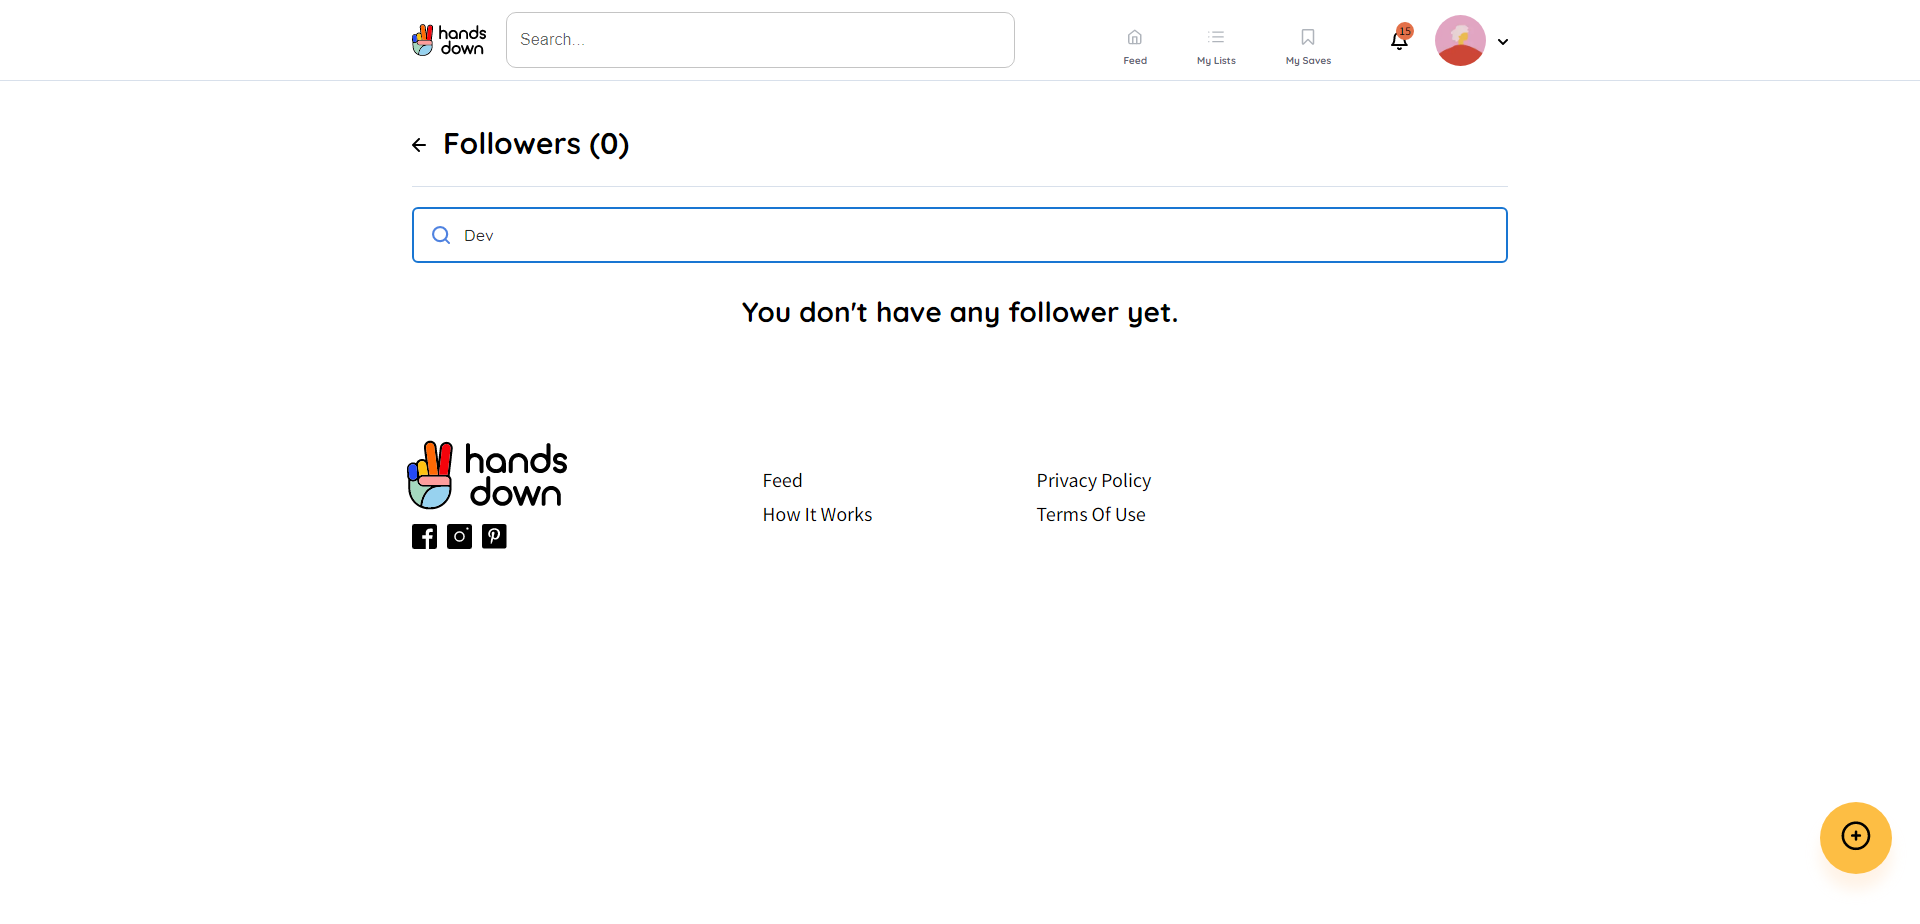 hands
down
Search...
Feed
My Lists
My Saves
15
Followers (0)
Dev
You don't have any follower yet.
hands
down
Feed
How It Works
Privacy Policy
Terms Of Use